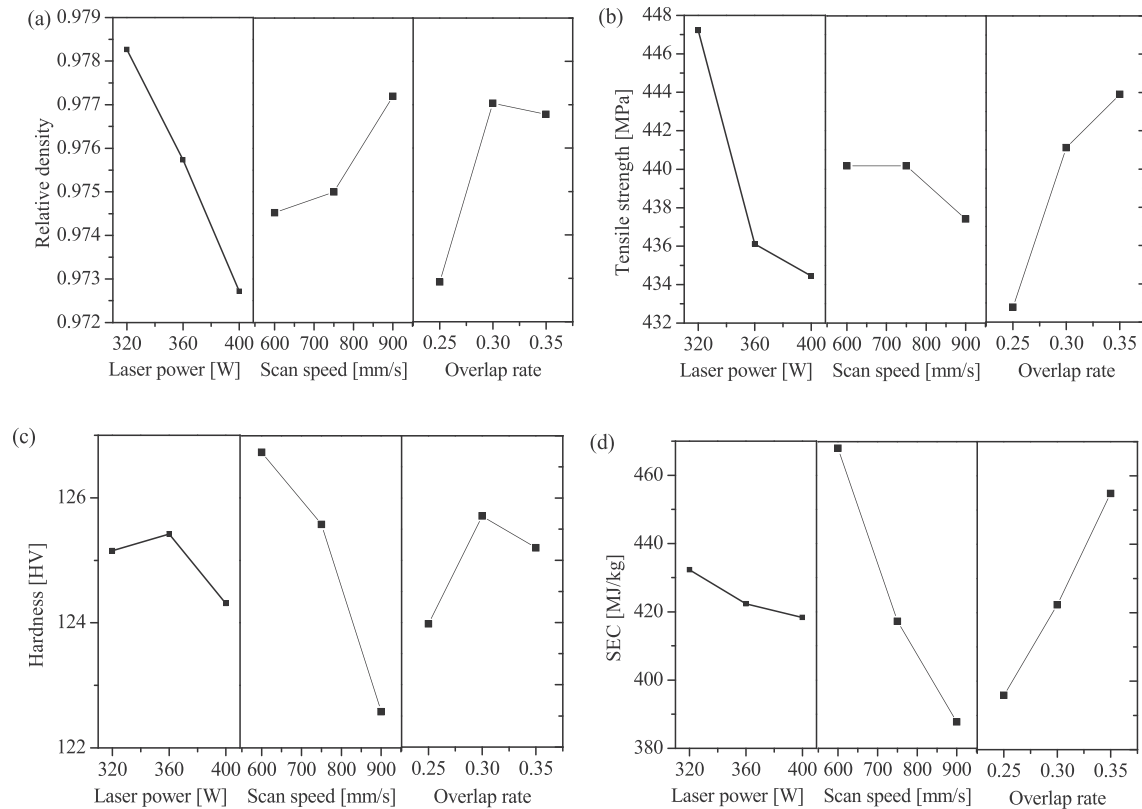 (a)
0.979
0.978
0.977
0.976
0.975
0.974
0.973
0.972
Relative density
320 360 400 600 700 800 900 0.25 0.30 0.35
Laser power [W] Scan speed [mm/s] Overlap rate
(b)
448
446
444
442
440
438
436
434
432
Tensile strength [MPa]
320 360 400 600 700 800 900 0.25 0.30 0.35
Laser power [W] Scan speed [mm/s] Overlap rate
(c)
126
124
122
Hardness [HV]
320 360 400 600 700 800 900 0.25 0.30 0.35
Laser power [W] Scan speed [mm/s] Overlap rate
(d)
460
440
420
400
380
SEC [MJ/kg]
320 360 400 600 700 800 900 0.25 0.30 0.35
Laser power [W] Scan speed [mm/s] Overlap rate